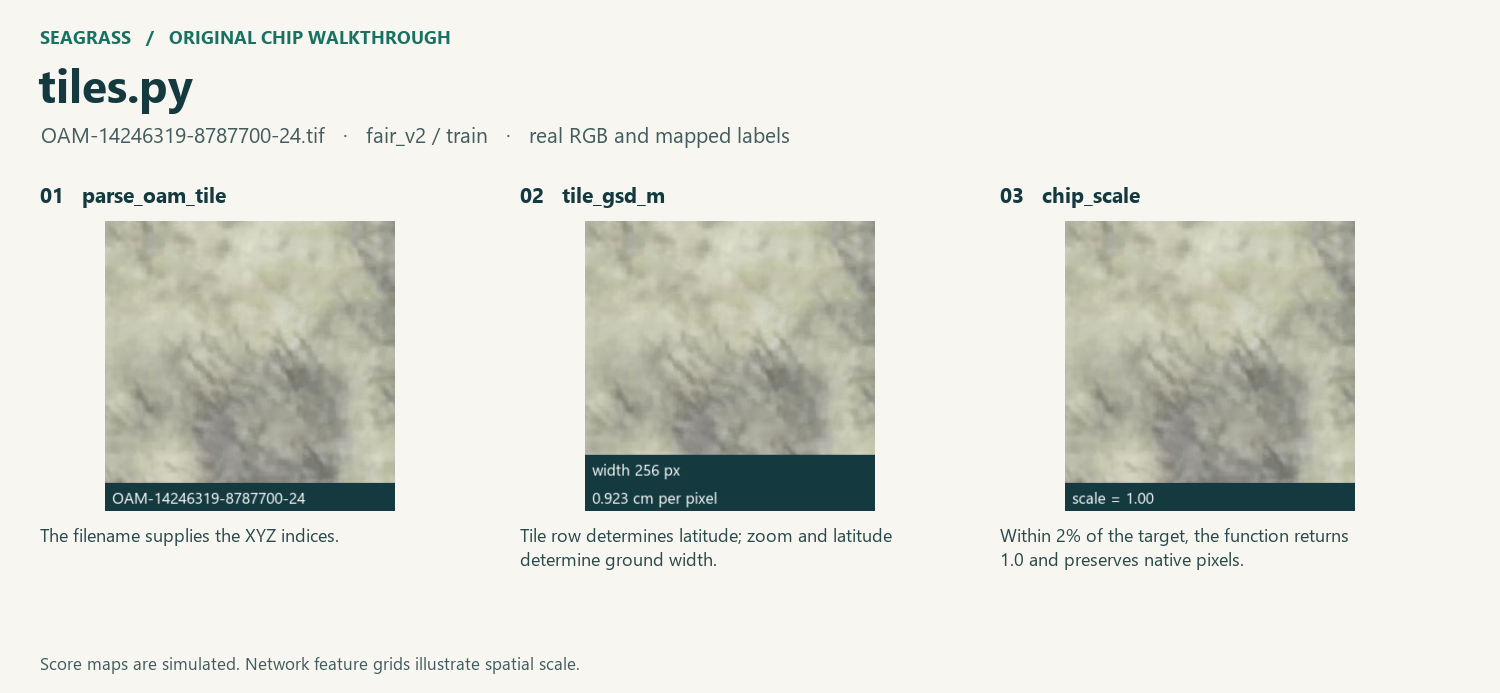 SEAGRASS / ORIGINAL CHIP WALKTHROUGH
tiles.py
OAM-14246319-8787700-24.tif · fair_v2 / train · real RGB and mapped labels
01 parse_oam_tile
OAM-14246319-8787700-24
The filename supplies the XYZ indices.
02 tile_gsd_m
width 256 px
0.923 cm per pixel
Tile row determines latitude; zoom and latitude
determine ground width.
03 chip_scale
scale = 1.00
Within 2% of the target, the function returns
1.0 and preserves native pixels.
Score maps are simulated. Network feature grids illustrate spatial scale.